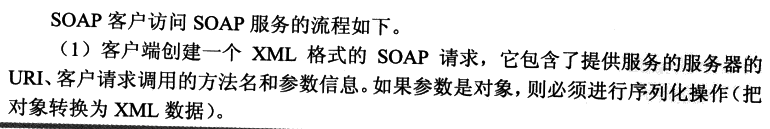 SOAP 客户访问 SOAP 服务的流程如下。
（1）客户端创建一个 XML 格式的 SOAP 请求，它包含了提供服务的服务器的
URI、客户请求调用的方法名和参数信息。如果参数是对象，则必须进行序列化操作（把
对象转换为 XML 数据）。